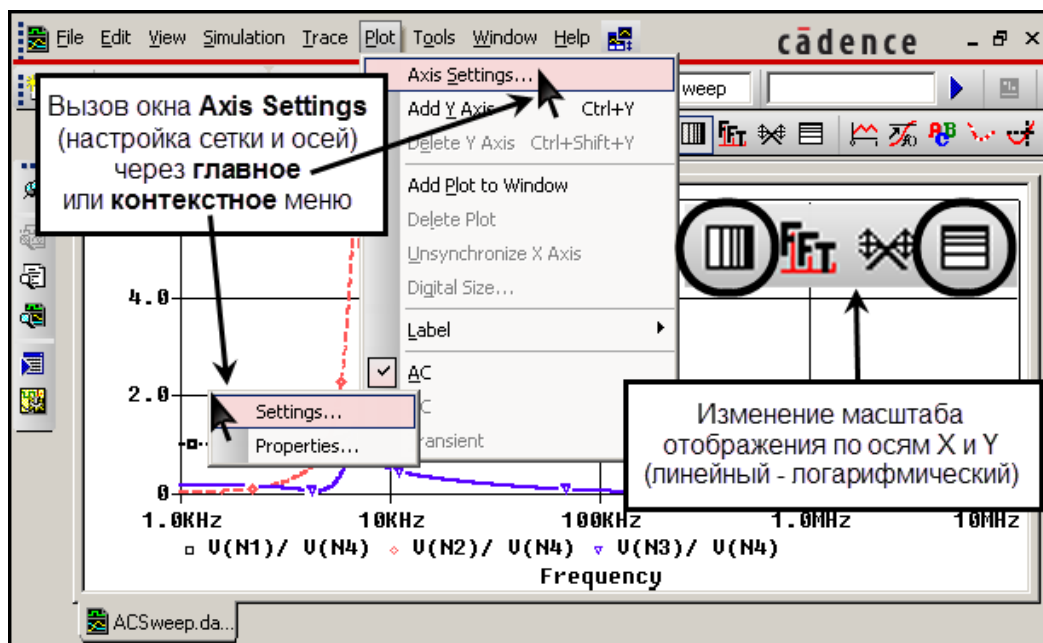 File Edit View Simulation Trace Plot Tools Window Help cādence
Axis Settings...
weep
Вызов окна Axis Settings
(настройка сетки и осей)
через главное
или контекстное меню
Add Y Axis Ctrl+Y
Delete Y Axis Ctrl+Shift+Y
FFT
Add Plot to Window
Delete Plot
Unsynchronize X Axis
Digital Size...
Label
AC
Transient
FFT
4.0
2.0
0
Settings...
Properties...
Изменение масштаба
отображения по осям X и Y
(линейный - логарифмический)
1.0KHz 10KHz 100KHz 1.0MHz 10MHz
V(N1)/ V(N4) V(N2)/ V(N4) V(N3)/ V(N4)
Frequency
ACSweep.da...